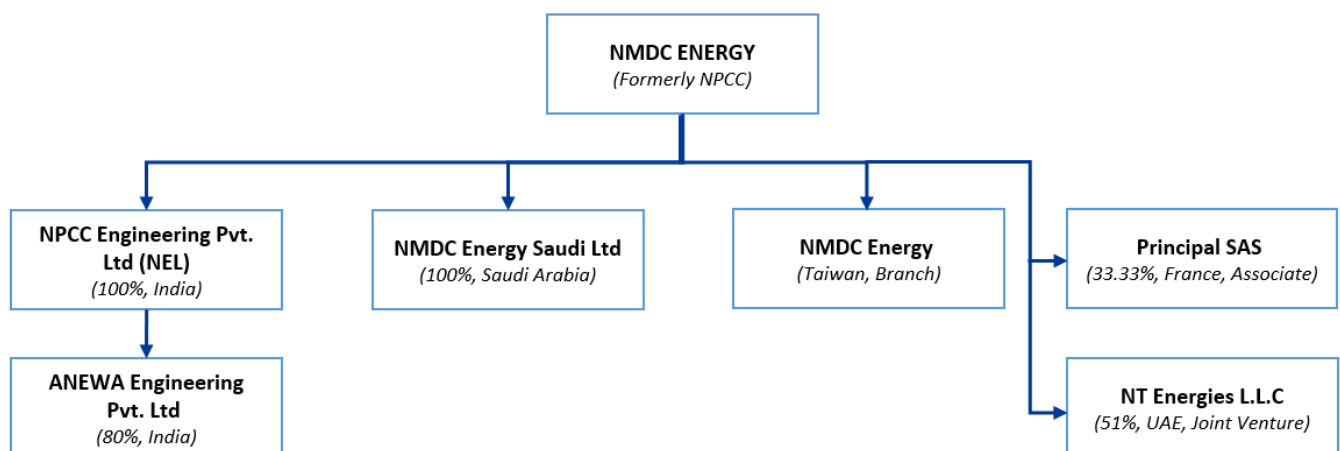 NMDC ENERGY
(Formerly NPCC)
NPCC Engineering Pvt.
Ltd (NEL)
(100%, India)
NMDC Energy Saudi Ltd
(100%, Saudi Arabia)
NMDC Energy
(Taiwan, Branch)
Principal SAS
(33.33%, France, Associate)
ANEWA Engineering
Pvt. Ltd
(80%, India)
NT Energies L.L.C
(51%, UAE, Joint Venture)